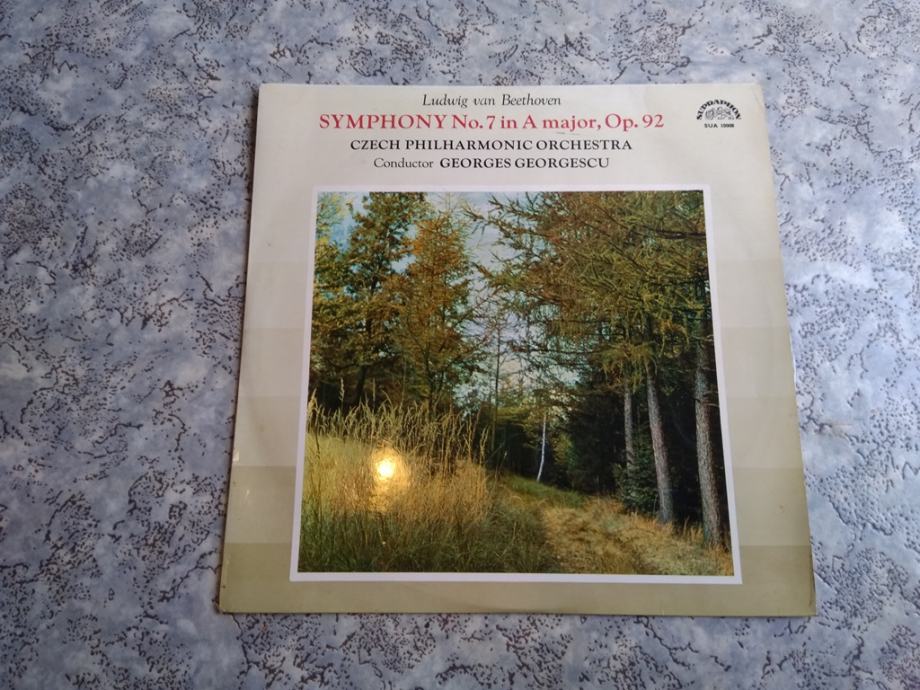 Ludwig van Beethoven
SYMPHONY No. 7 in A major, Op. 92
CZECH PHILHARMONIC ORCHESTRA
Conductor GEORGES GEORGESCU
SUPRAPHON